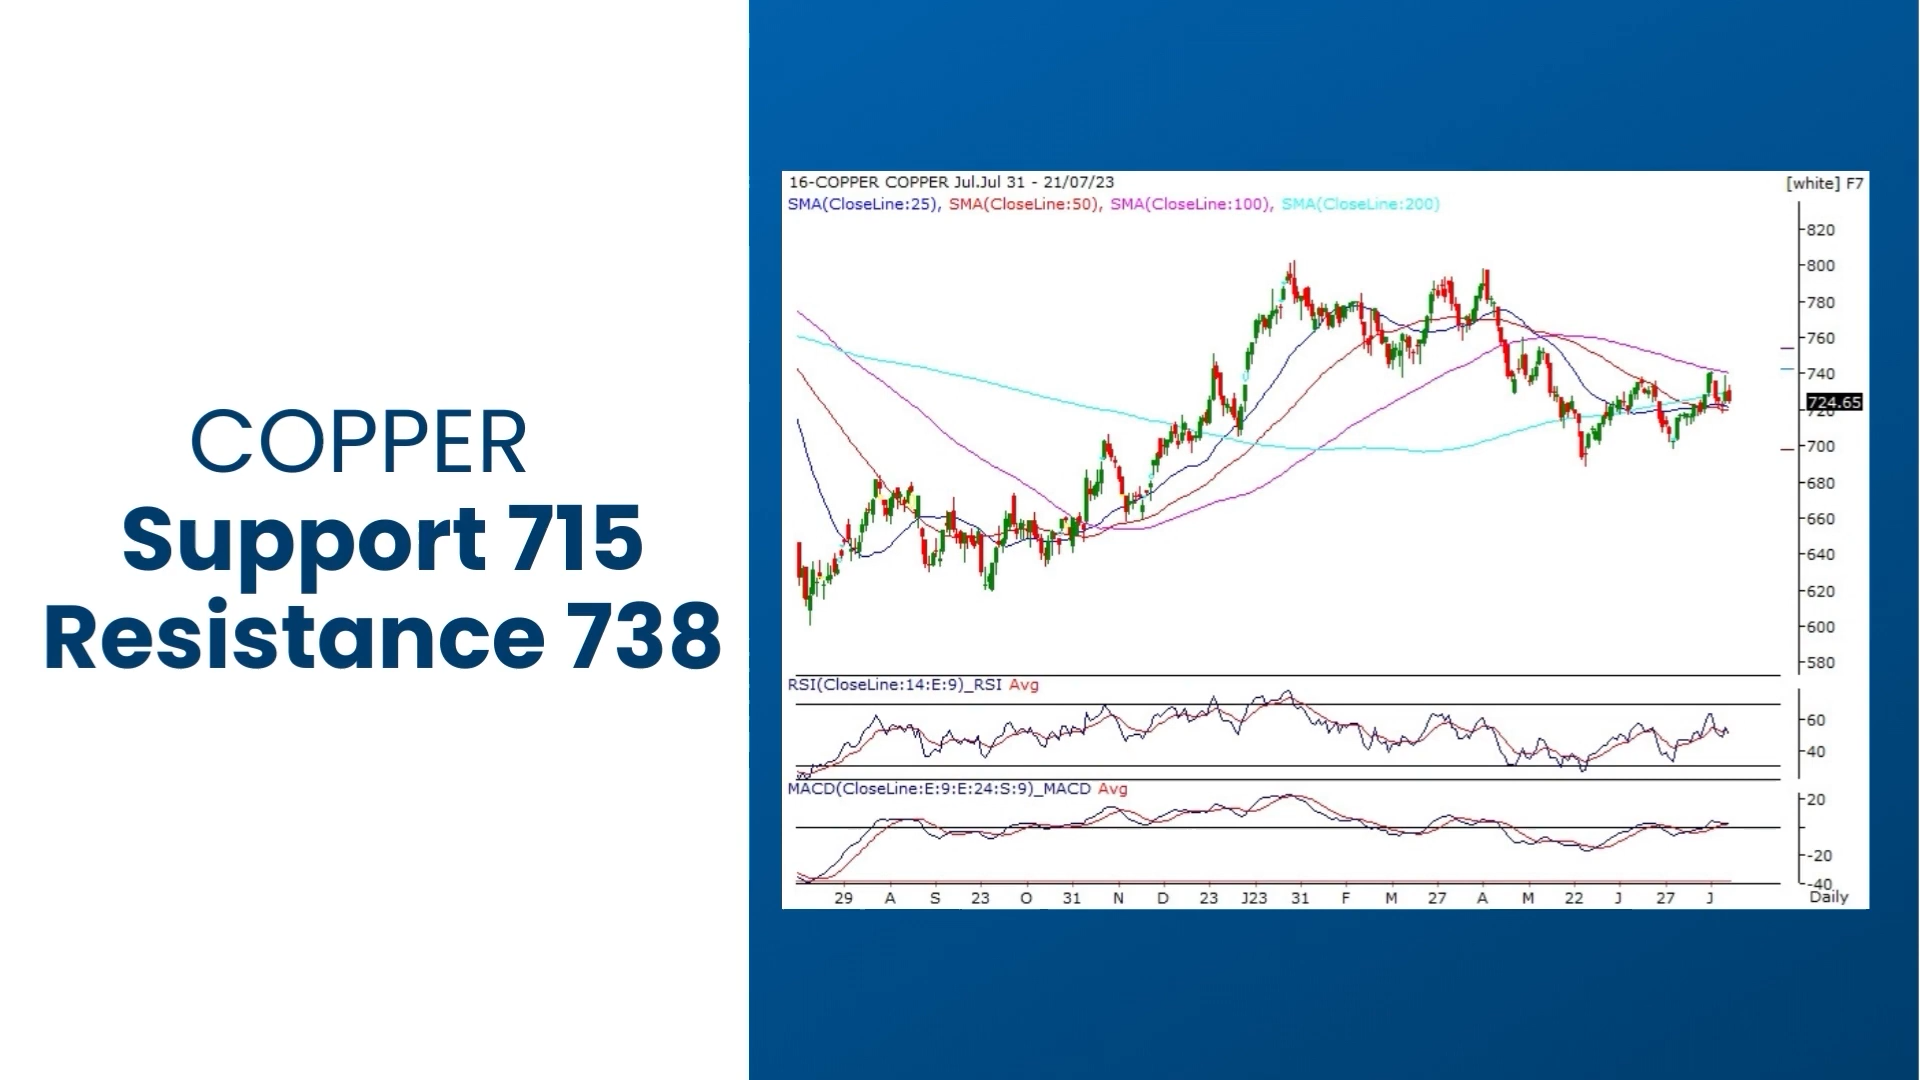 COPPER
Support 715
Resistance 738
16-COPPER COPPER Jul.Jul 31 - 21/07/23
[white] F7
SMA(CloseLine:25), SMA(CloseLine:50), SMA(CloseLine:100), SMA(CloseLine:200)
820
800
780
760
740
724.65
720
700
680
660
640
620
600
580
RSI(CloseLine:14:E:9)_RSI Avg
60
40
MACD(CloseLine:E:9:E:24:S:9)_MACD Avg
20
-20
-40
29 A S 23 O 31 N D 23 J23 31 F M 27 A M 22 J 27 J
Daily